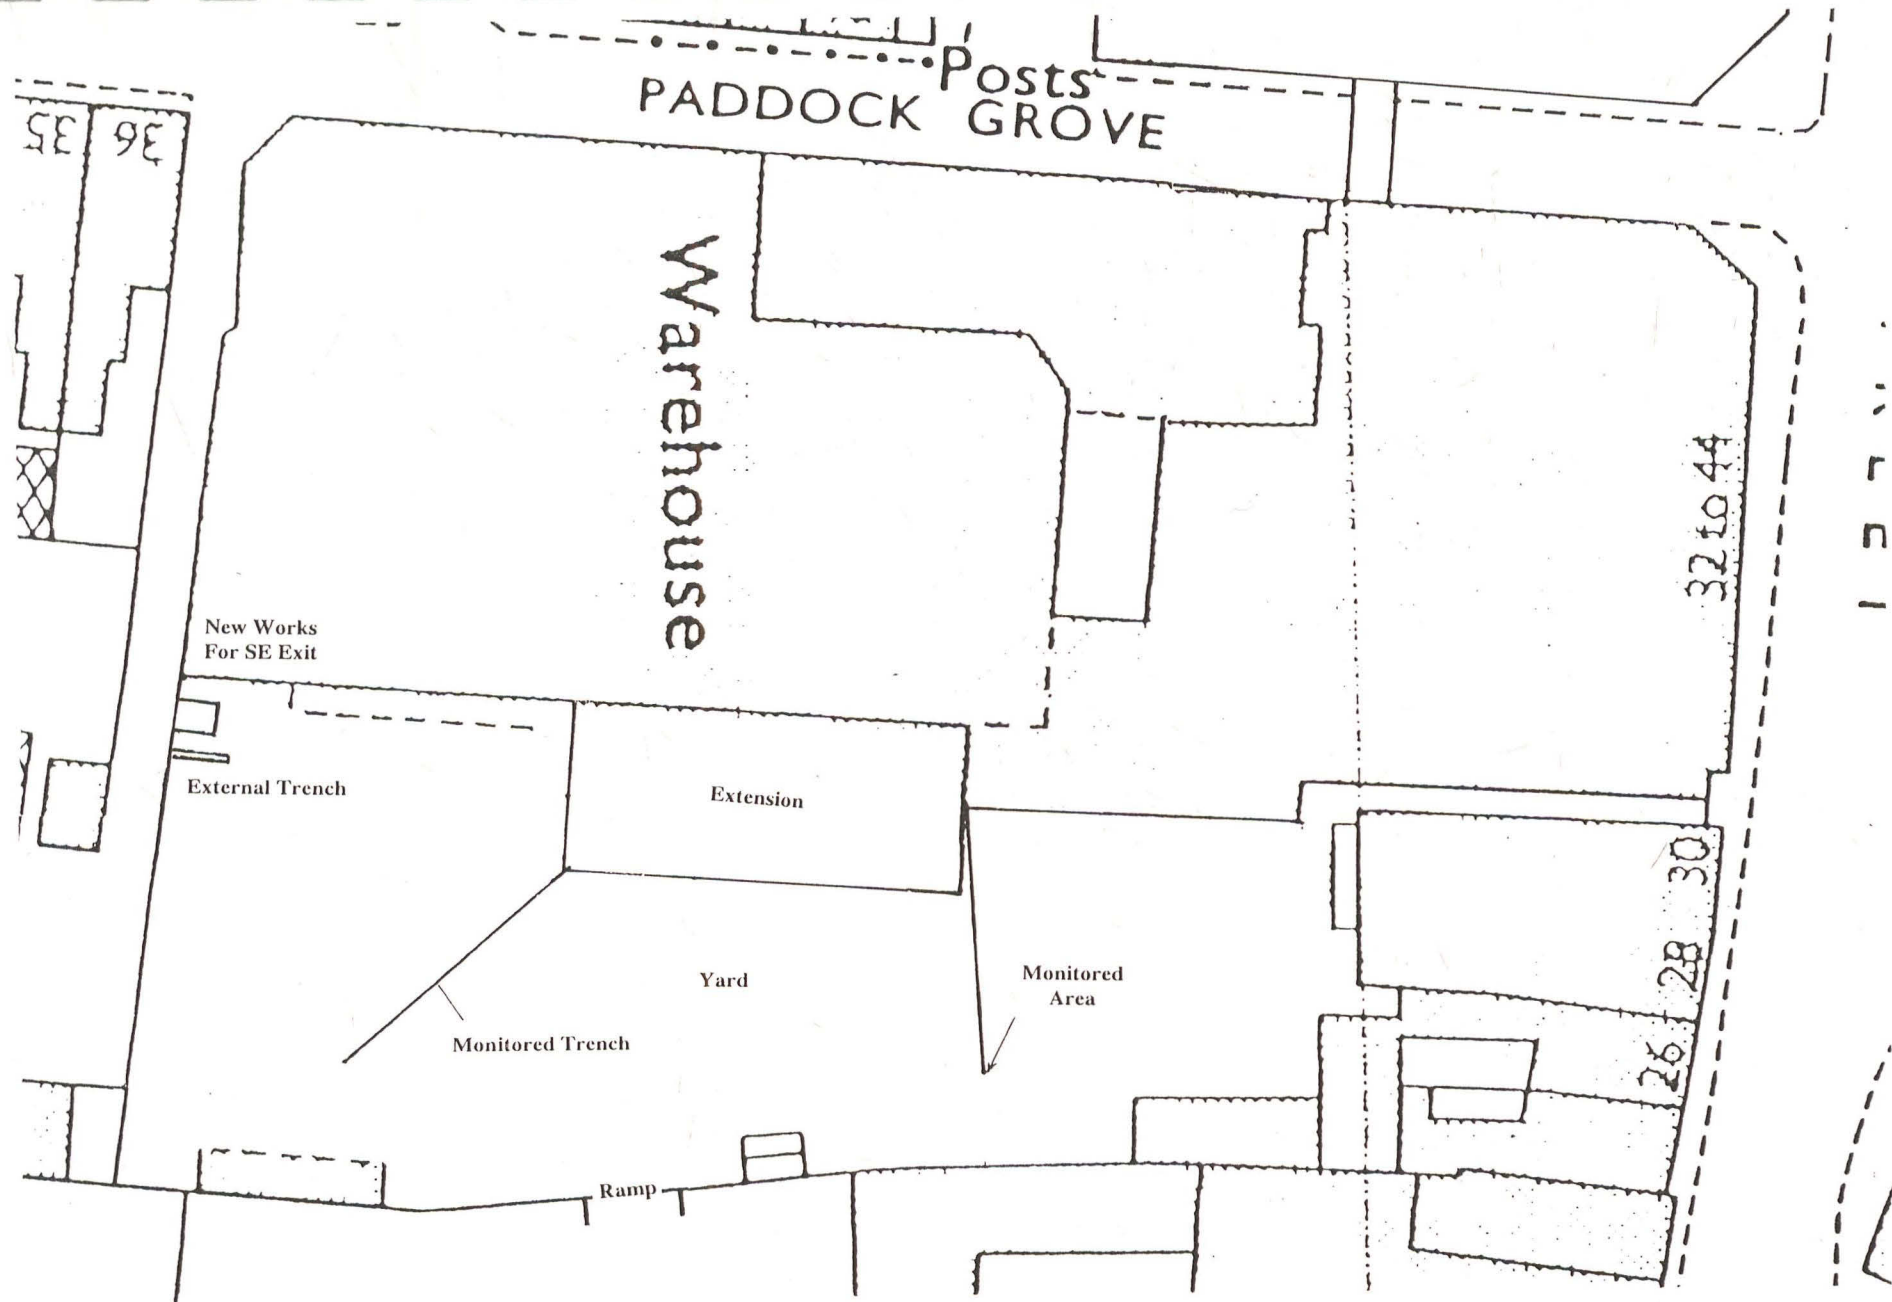 Posts
PADDOCK GROVE
35
36
Warehouse
32 to 44
New Works
For SE Exit
External Trench
Extension
30
28
26
Yard
Monitored
Area
Monitored Trench
Ramp